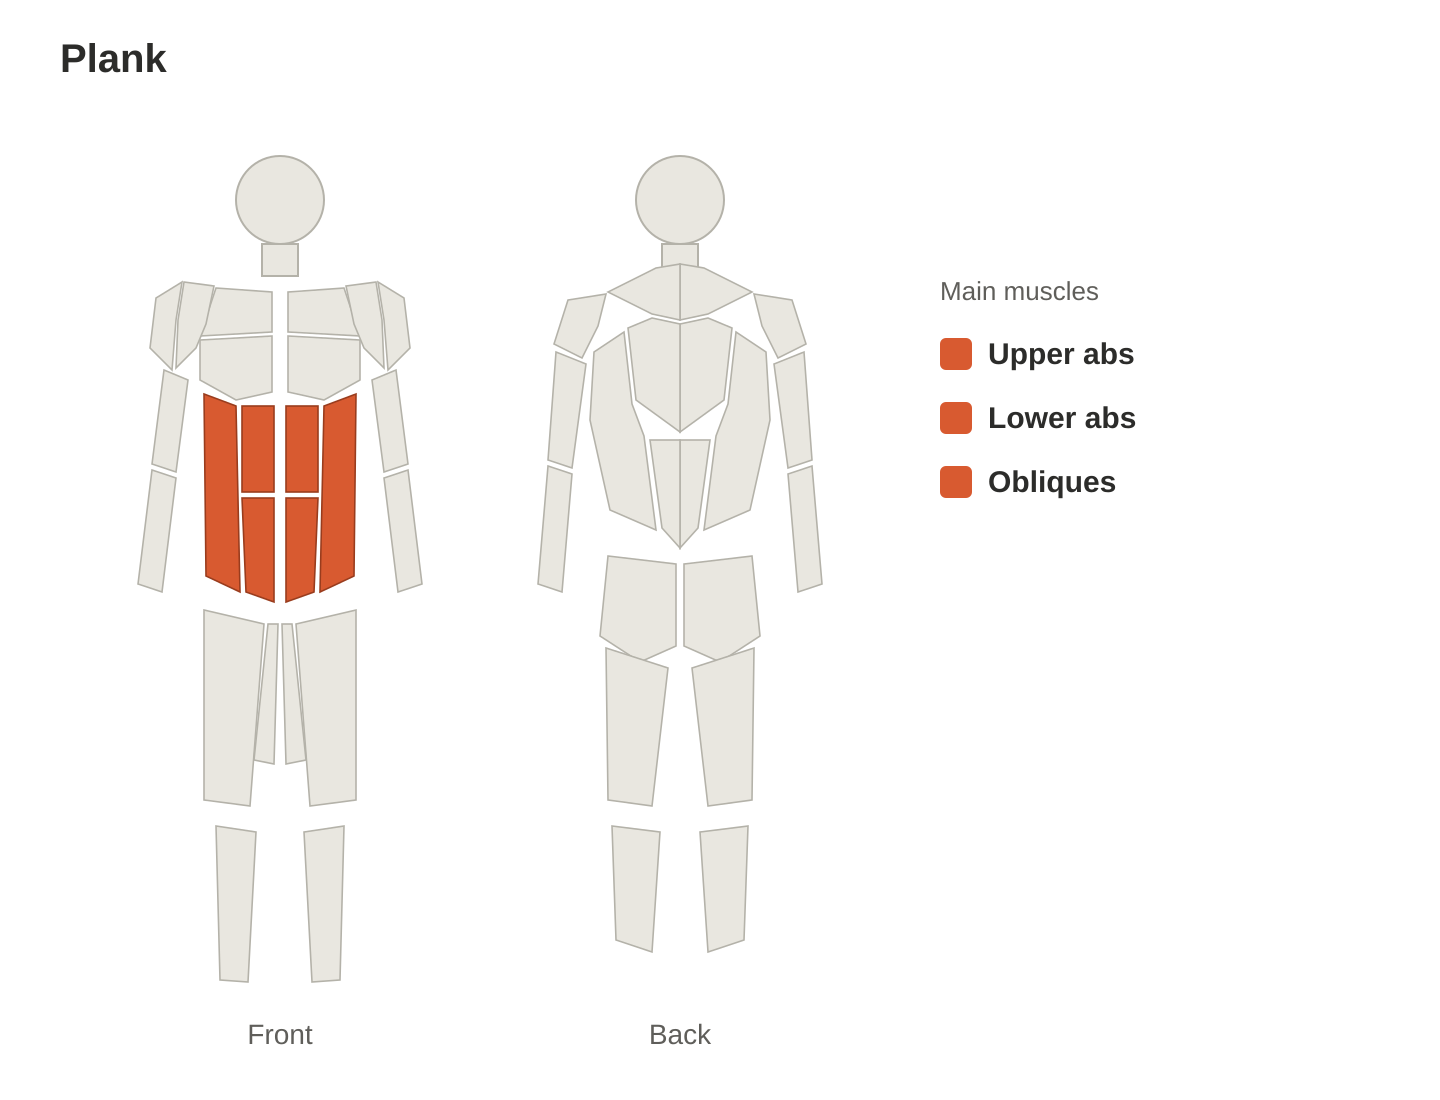 Plank
Main muscles
Upper abs
Lower abs
Obliques
Front
Back